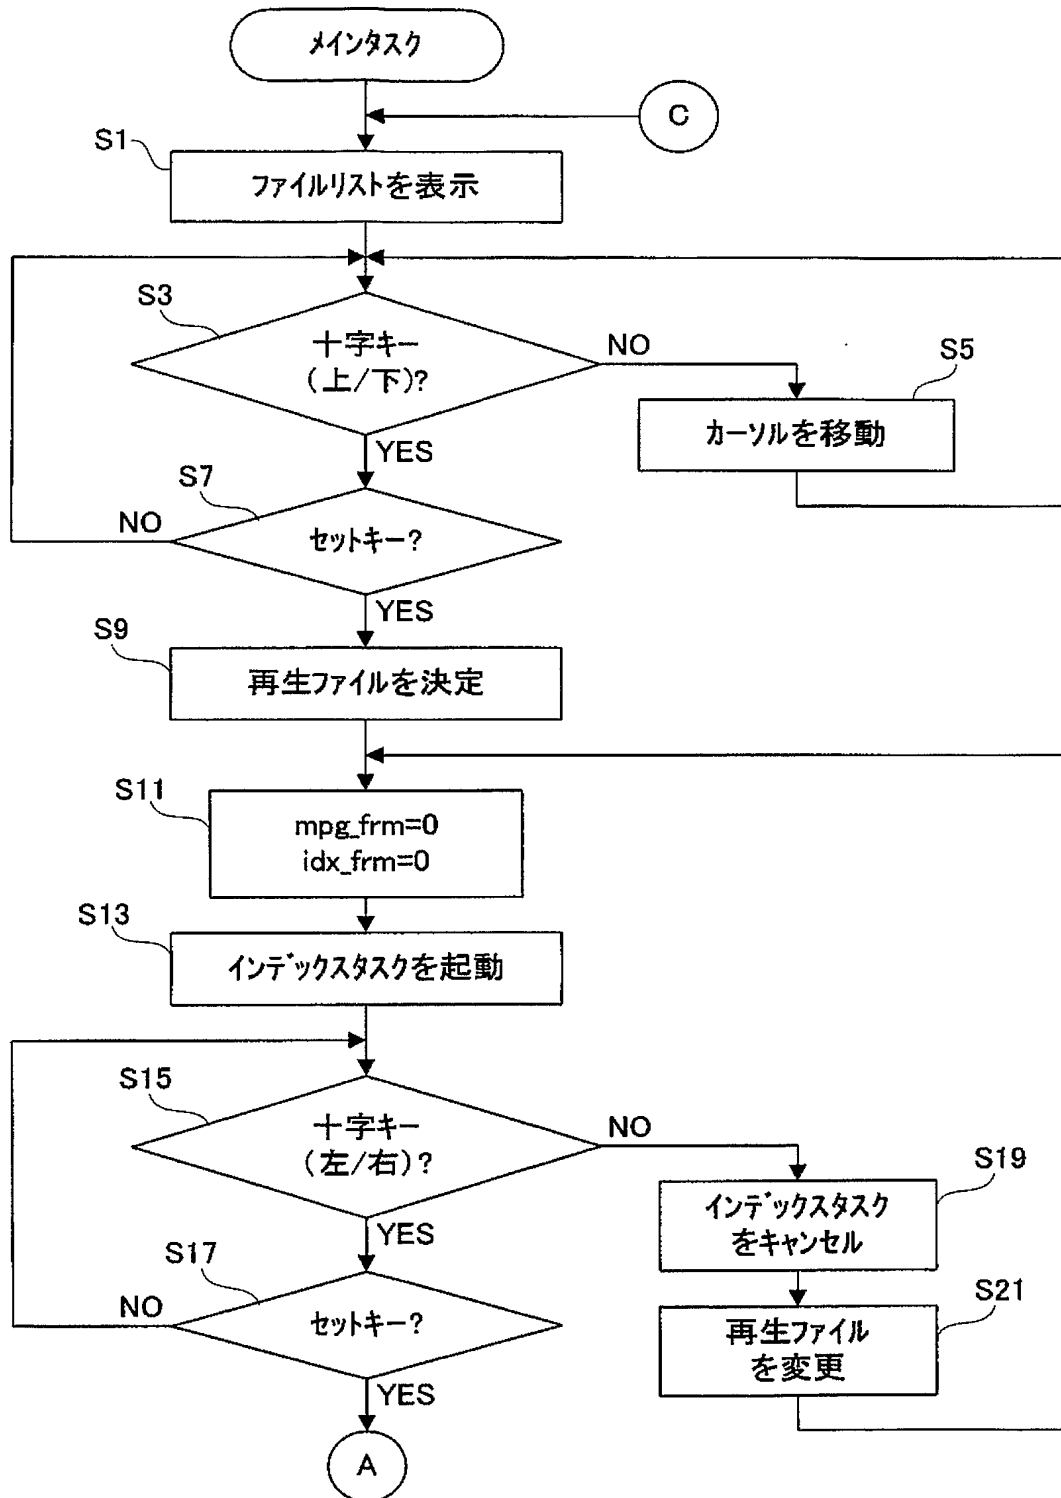 メインタスク
C
S1
ファイルリストを表示
S3
十字キー
(上/下)?
NO
S5
カーソルを移動
YES
S7
セットキー?
NO
YES
S9
再生ファイルを決定
S11
mpg_frm=0
idx_frm=0
S13
インデックスタスクを起動
S15
十字キー
(左/右)?
NO
S19
インデックスタスク
をキャンセル
YES
S17
セットキー?
NO
S21
再生ファイル
を変更
YES
A